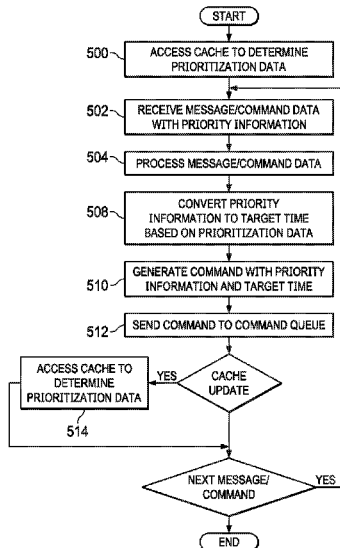 START
500
ACCESS CACHE TO DETERMINE
PRIORITIZATION DATA
502
RECEIVE MESSAGE/COMMAND DATA
WITH PRIORITY INFORMATION
504
PROCESS MESSAGE/COMMAND DATA
508
CONVERT PRIORITY
INFORMATION TO TARGET TIME
BASED ON PRIORITIZATION DATA
510
GENERATE COMMAND WITH PRIORITY
INFORMATION AND TARGET TIME
512
SEND COMMAND TO COMMAND QUEUE
ACCESS CACHE TO
DETERMINE
PRIORITIZATION DATA
514
YES
CACHE
UPDATE
NEXT MESSAGE/
COMMAND
YES
END